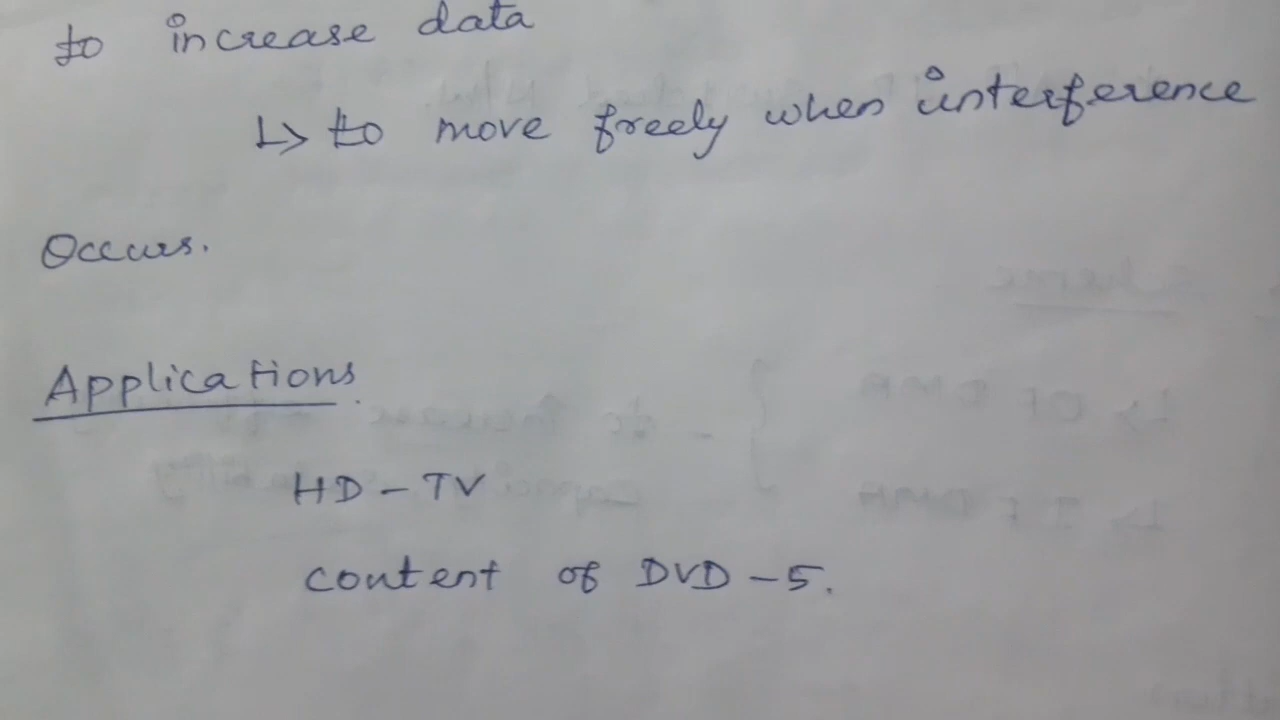 to increase data
↳ to move freely when interference
Occurs.
Applications.
HD - TV
content of DVD - 5.